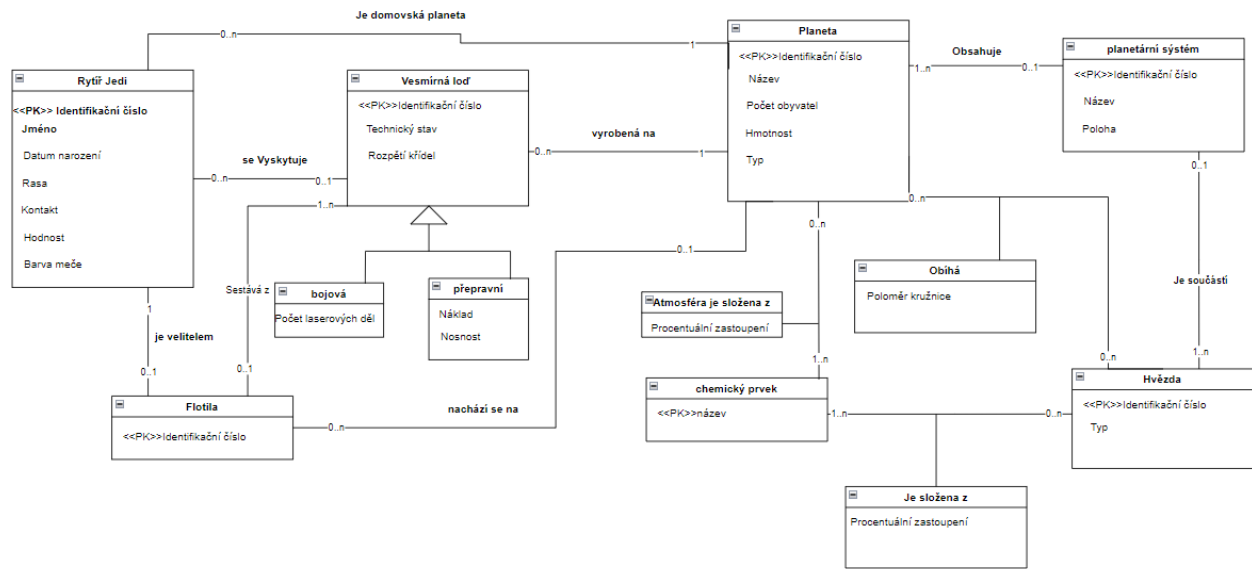 Je domovská planeta
0..n
1
Rytíř Jedi
<<PK>> Identifikační číslo
Jméno
Datum narození
Rasa
Kontakt
Hodnost
Barva meče
Vesmírná loď
<<PK>>Identifikační číslo
Technický stav
Rozpětí křídel
Planeta
<<PK>>Identifikační číslo
Název
Počet obyvatel
Hmotnost
Typ
Obsahuje
1..n
0..1
planetární sýstém
<<PK>>Identifikační číslo
Název
Poloha
vyrobená na
0..n
1
se Vyskytuje
0..n
0..1
1..n
0..1
0..n
0..n
0..1
bojová
Počet laserových děl
přepravní
Náklad
Nosnost
Sestává z
Obíhá
Poloměr kružnice
Je součástí
Atmosféra je složena z
Procentuální zastoupení
1
je velitelem
0..1
0..1
1..n
0..n
1..n
Flotila
<<PK>>Identifikační číslo
nachází se na
0..n
chemický prvek
<<PK>>název
1..n
0..n
Hvězda
<<PK>>Identifikační číslo
Typ
Je složena z
Procentuální zastoupení